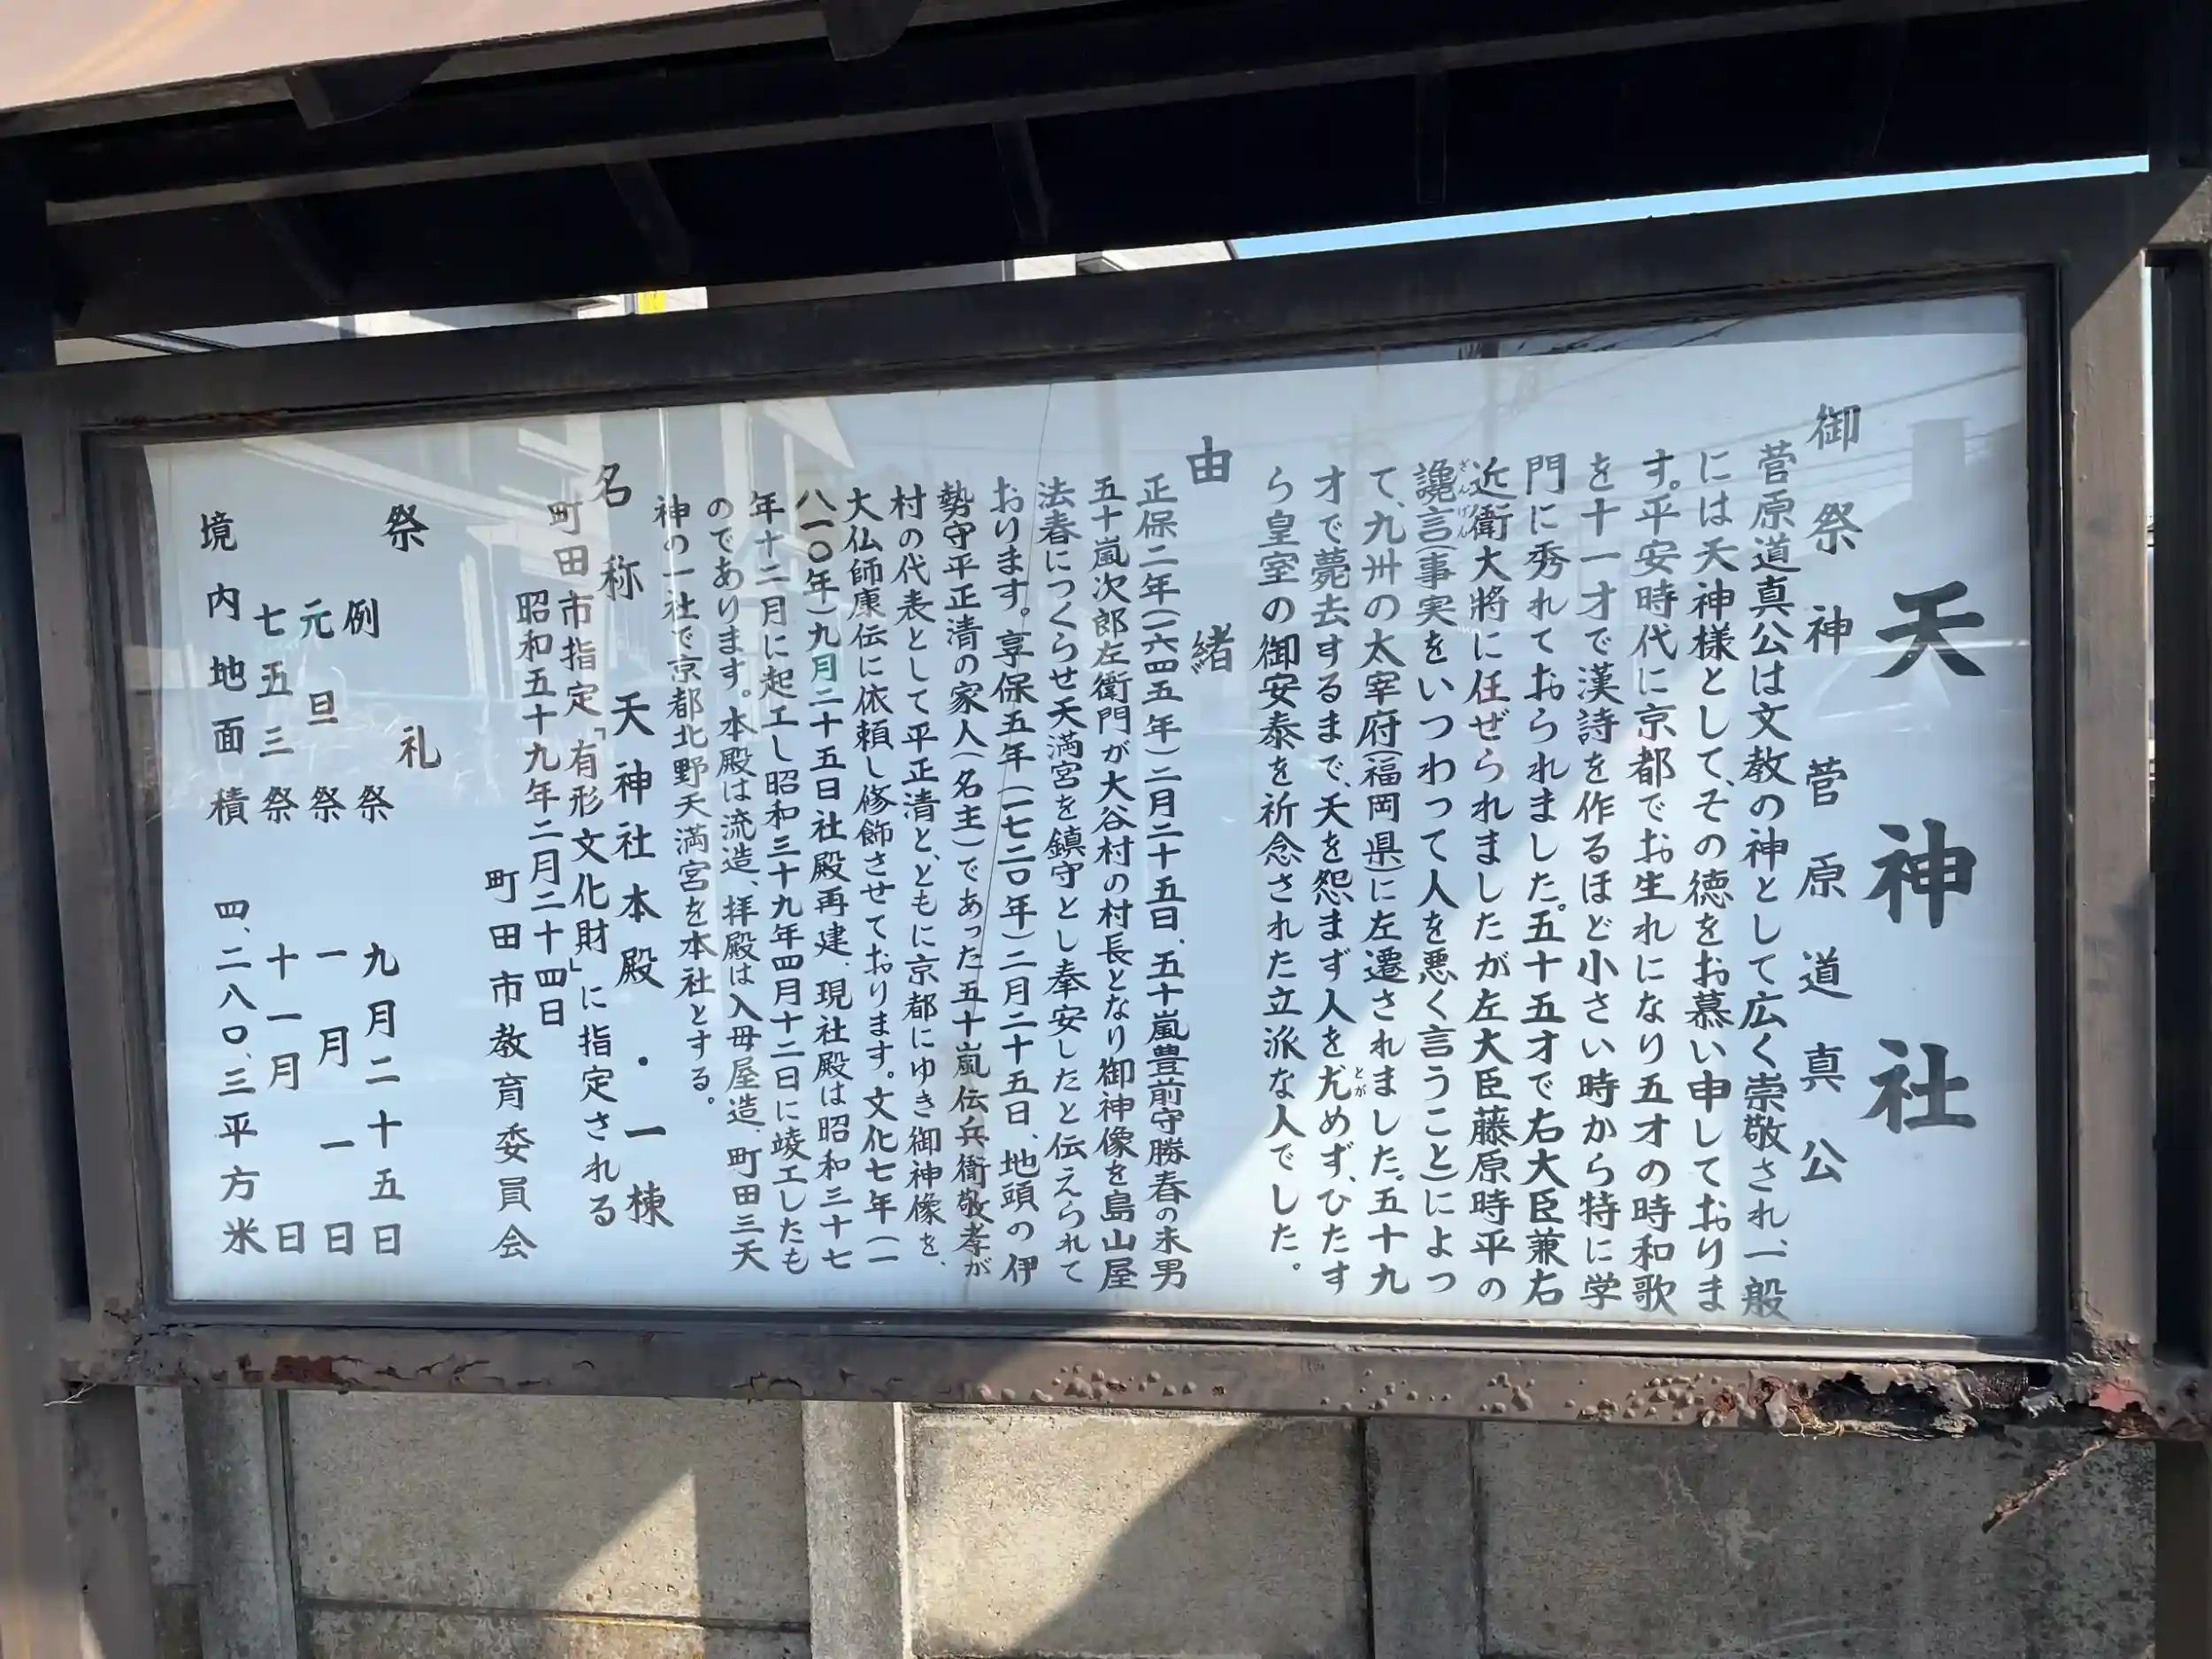 天神社
御祭神 菅原道真公
菅原道真公は文教の神として広く崇敬され、一般
には天神様として、その徳をお慕い申しておりま
す。平安時代に京都でお生れになり五才の時和歌
を十一才で漢詩を作るほど小さい時から特に学
門に秀れておられました。五十五才で右大臣兼右
近衛大将に任ぜられましたが左大臣藤原時平の
讒言(事実をいつわって人を悪く言うこと)によっ
ざんげん
て、九州の太宰府(福岡県)に左遷されました。五十九
才で薨去するまで、天を怨まず人を尤めず、ひたす
とが
ら皇室の御安泰を祈念された立派な人でした。
由緒
正保二年(一六四五年)二月二十五日、五十嵐豊前守勝春の末男
五十嵐次郎左衛門が大谷村の村長となり御神像を島山屋
法春につくらせ天満宮を鎮守とし奉安したと伝えられて
おります。享保五年(一七二〇年)二月二十五日、地頭の伊
勢守平正清の家人(名主)であった五十嵐伝兵衛敬孝が
村の代表として平正清と、ともに京都にゆき御神像を、
大仏師康伝に依頼し修飾させております。文化七年(一
八一〇年)九月二十五日社殿再建、現社殿は昭和三十七
年十二月に起工し昭和三十九年四月十二日に竣工したも
のであります。本殿は流造、拝殿は入母屋造、町田三天
神の一社で京都北野天満宮を本社とする。
名称 天神社本殿・一棟
町田市指定「有形文化財」に指定される
昭和五十九年二月二十四日
町田市教育委員会
祭礼
例祭 九月二十五日
元旦祭 一月一日
七五三祭 十一月 日
境内地面積 四、二八〇、三平方米